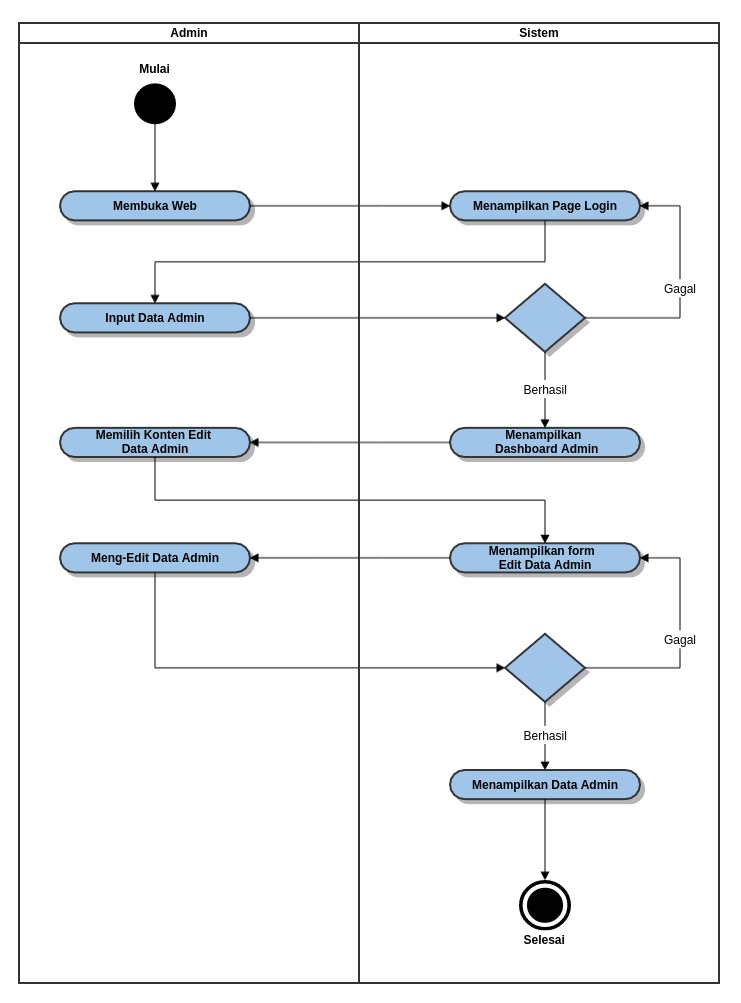 Admin
Sistem
Mulai
Membuka Web
Menampilkan Page Login
Gagal
Input Data Admin
Berhasil
Memilih Konten Edit
Data Admin
Menampilkan
Dashboard Admin
Meng-Edit Data Admin
Menampilkan form
Edit Data Admin
Gagal
Berhasil
Menampilkan Data Admin
Selesai